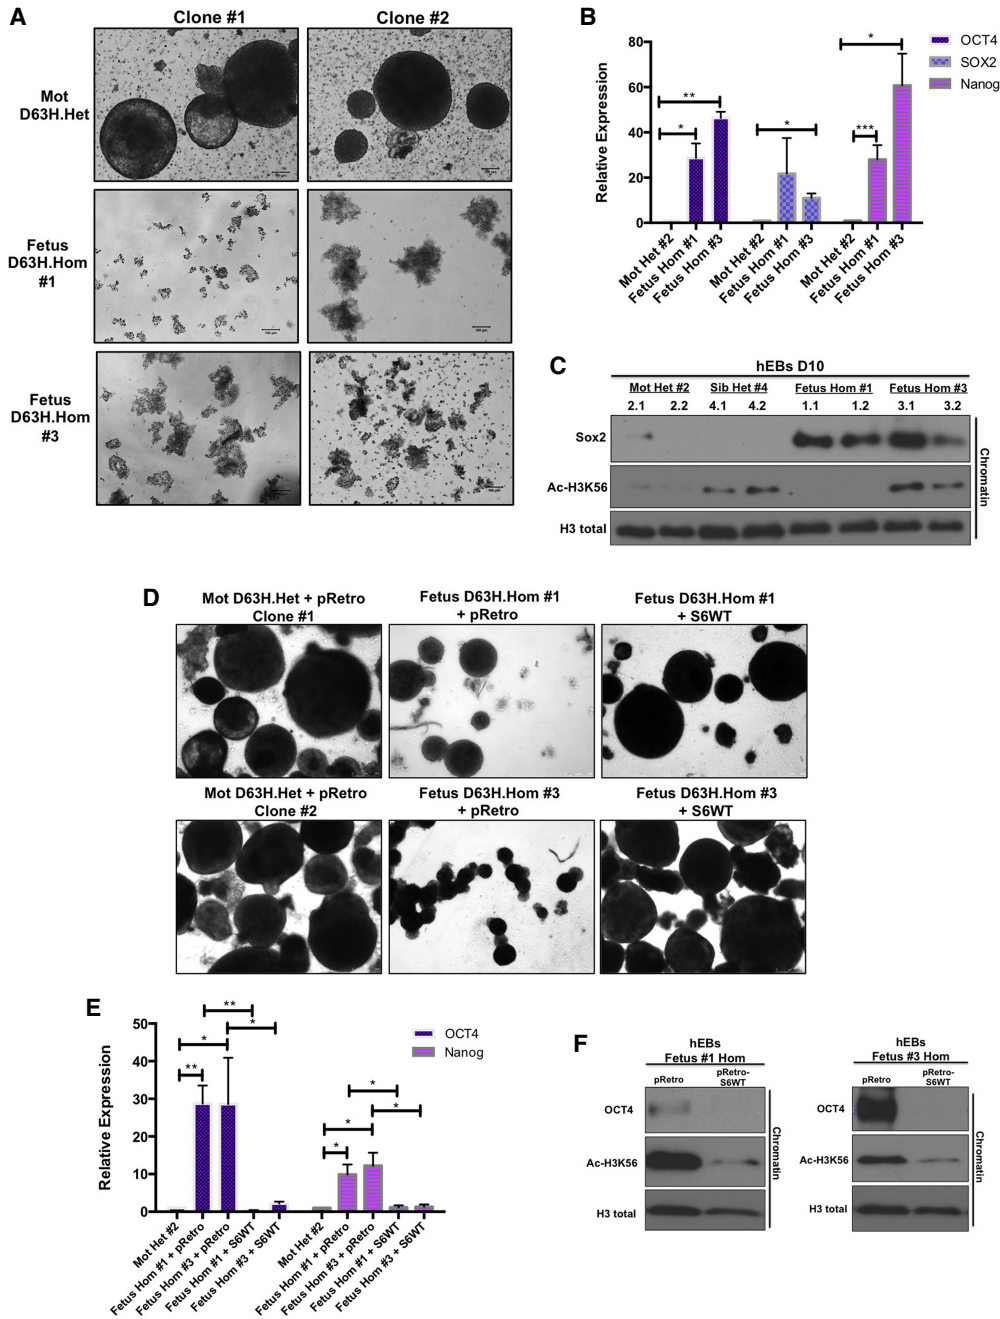 A
Clone #1
Clone #2
Mot
D63H.Het
Fetus
D63H.Hom
#1
Fetus
D63H.Hom
#3
B
Relative Expression
80
60
40
20
0
*
**
*
***
*
OCT4
SOX2
Nanog
Mot Het #2
Fetus Hom #1
Fetus Hom #3
Mot Het #2
Fetus Hom #1
Fetus Hom #3
Mot Het #2
Fetus Hom #1
Fetus Hom #3
C
hEBs D10
Mot Het #2 Sib Het #4 Fetus Hom #1 Fetus Hom #3
2.1 2.2 4.1 4.2 1.1 1.2 3.1 3.2
Sox2
Ac-H3K56
H3 total
Chromatin
D
Mot D63H.Het + pRetro
Clone #1
Fetus D63H.Hom #1
+ pRetro
Fetus D63H.Hom #1
+ S6WT
Mot D63H.Het + pRetro
Clone #2
Fetus D63H.Hom #3
+ pRetro
Fetus D63H.Hom #3
+ S6WT
E
Relative Expression
50
40
30
20
10
0
**
*
*
**
*
*
*
*
OCT4
Nanog
Mot Het #2
Fetus Hom #1 + pRetro
Fetus Hom #3 + pRetro
Fetus Hom #1 + S6WT
Fetus Hom #3 + S6WT
Mot Het #2
Fetus Hom #1 + pRetro
Fetus Hom #3 + pRetro
Fetus Hom #1 + S6WT
Fetus Hom #3 + S6WT
F
hEBs
Fetus #1 Hom
pRetro
pRetro-
S6WT
OCT4
Ac-H3K56
H3 total
Chromatin
hEBs
Fetus #3 Hom
pRetro
pRetro-
S6WT
OCT4
Ac-H3K56
H3 total
Chromatin